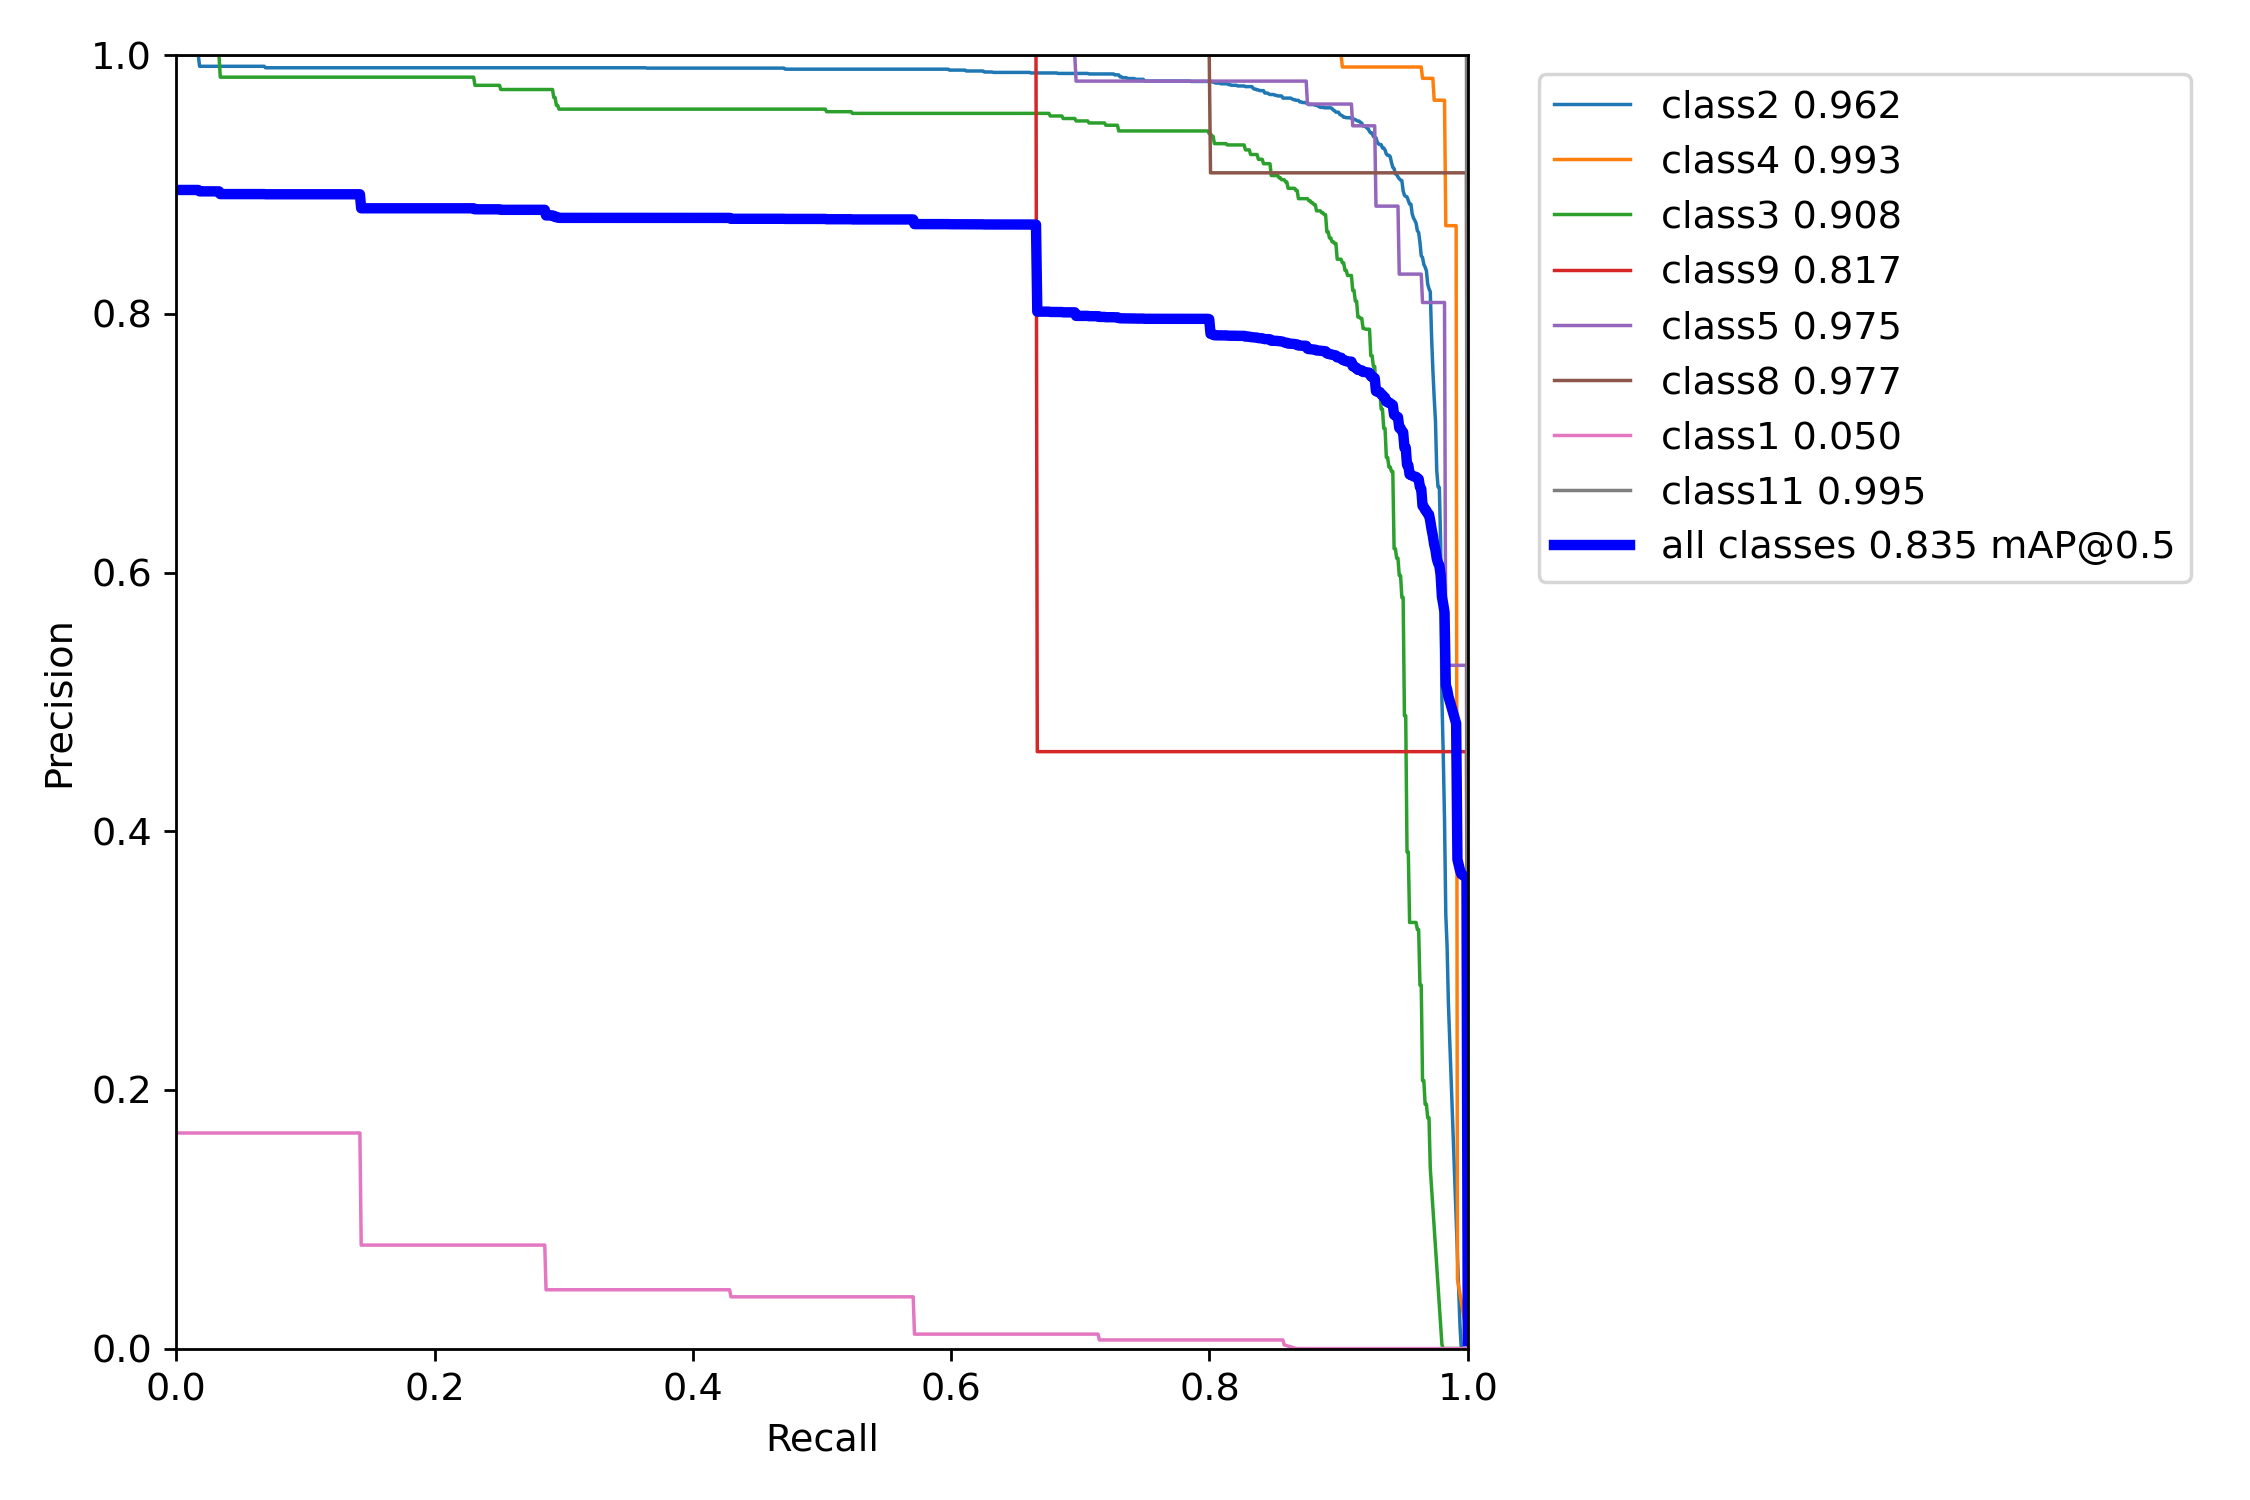 1.0
0.8
0.6
0.4
0.2
0.0
Precision
0.0 0.2 0.4 0.6 0.8 1.0
Recall
class2 0.962
class4 0.993
class3 0.908
class9 0.817
class5 0.975
class8 0.977
class1 0.050
class11 0.995
all classes 0.835 mAP@0.5